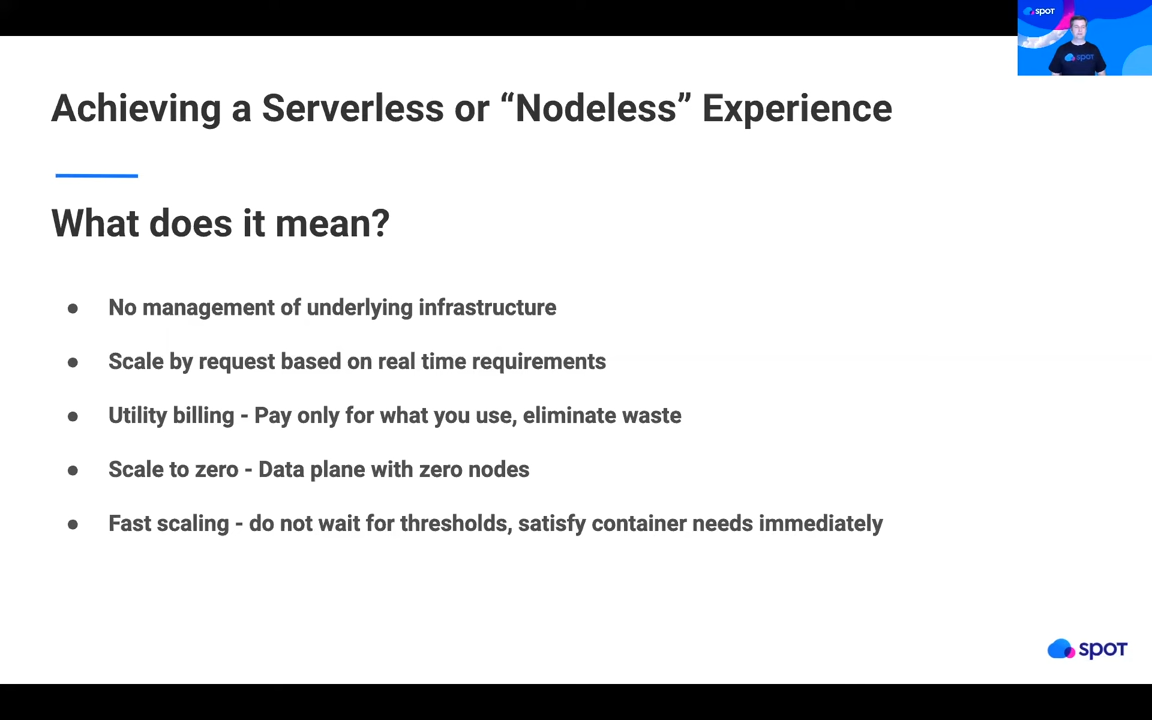 spot
spot
Achieving a Serverless or “Nodeless” Experience
What does it mean?
● No management of underlying infrastructure
● Scale by request based on real time requirements
● Utility billing - Pay only for what you use, eliminate waste
● Scale to zero - Data plane with zero nodes
● Fast scaling - do not wait for thresholds, satisfy container needs immediately
spot